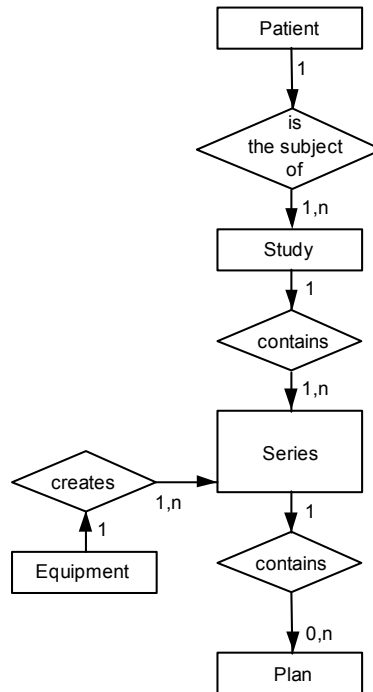 Patient
1
is
the subject
of
1,n
Study
1
contains
1,n
Series
creates
1,n
1
Equipment
1
contains
0,n
Plan